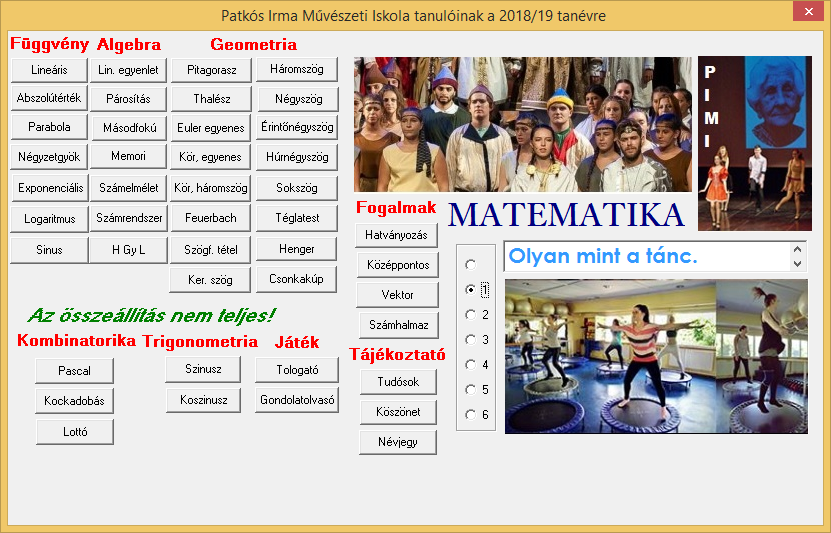 Patkós Irma Művészeti Iskola tanulóinak a 2018/19 tanévre
Függvény Algebra Geometria
Lineáris Lin. egyenlet Pitagorasz Háromszög
Abszolútérték Párosítás Thalész Négyszög
Parabola Másodfokú Euler egyenes Érintőnégyszög
Négyzetgyök Memori Kör, egyenes Húrnégyszög
Exponenciális Számelmélet Kör, háromszög Sokszög
Logaritmus Számrendszer Feuerbach Téglatest
Sinus H Gy L Szögf. tétel Henger
Ker. szög Csonkakúp
Az összeállítás nem teljes!
Kombinatorika Trigonometria Játék
Pascal Szinusz Tologató
Kockadobás Koszinusz Gondolatolvasó
Lottó
Fogalmak
Hatványozás
Középpontos
Vektor
Számhalmaz
Tájékoztató
Tudósok
Köszönet
Névjegy
PIMI
MATEMATIKA
Olyan mint a tánc.
1
2
3
4
5
6